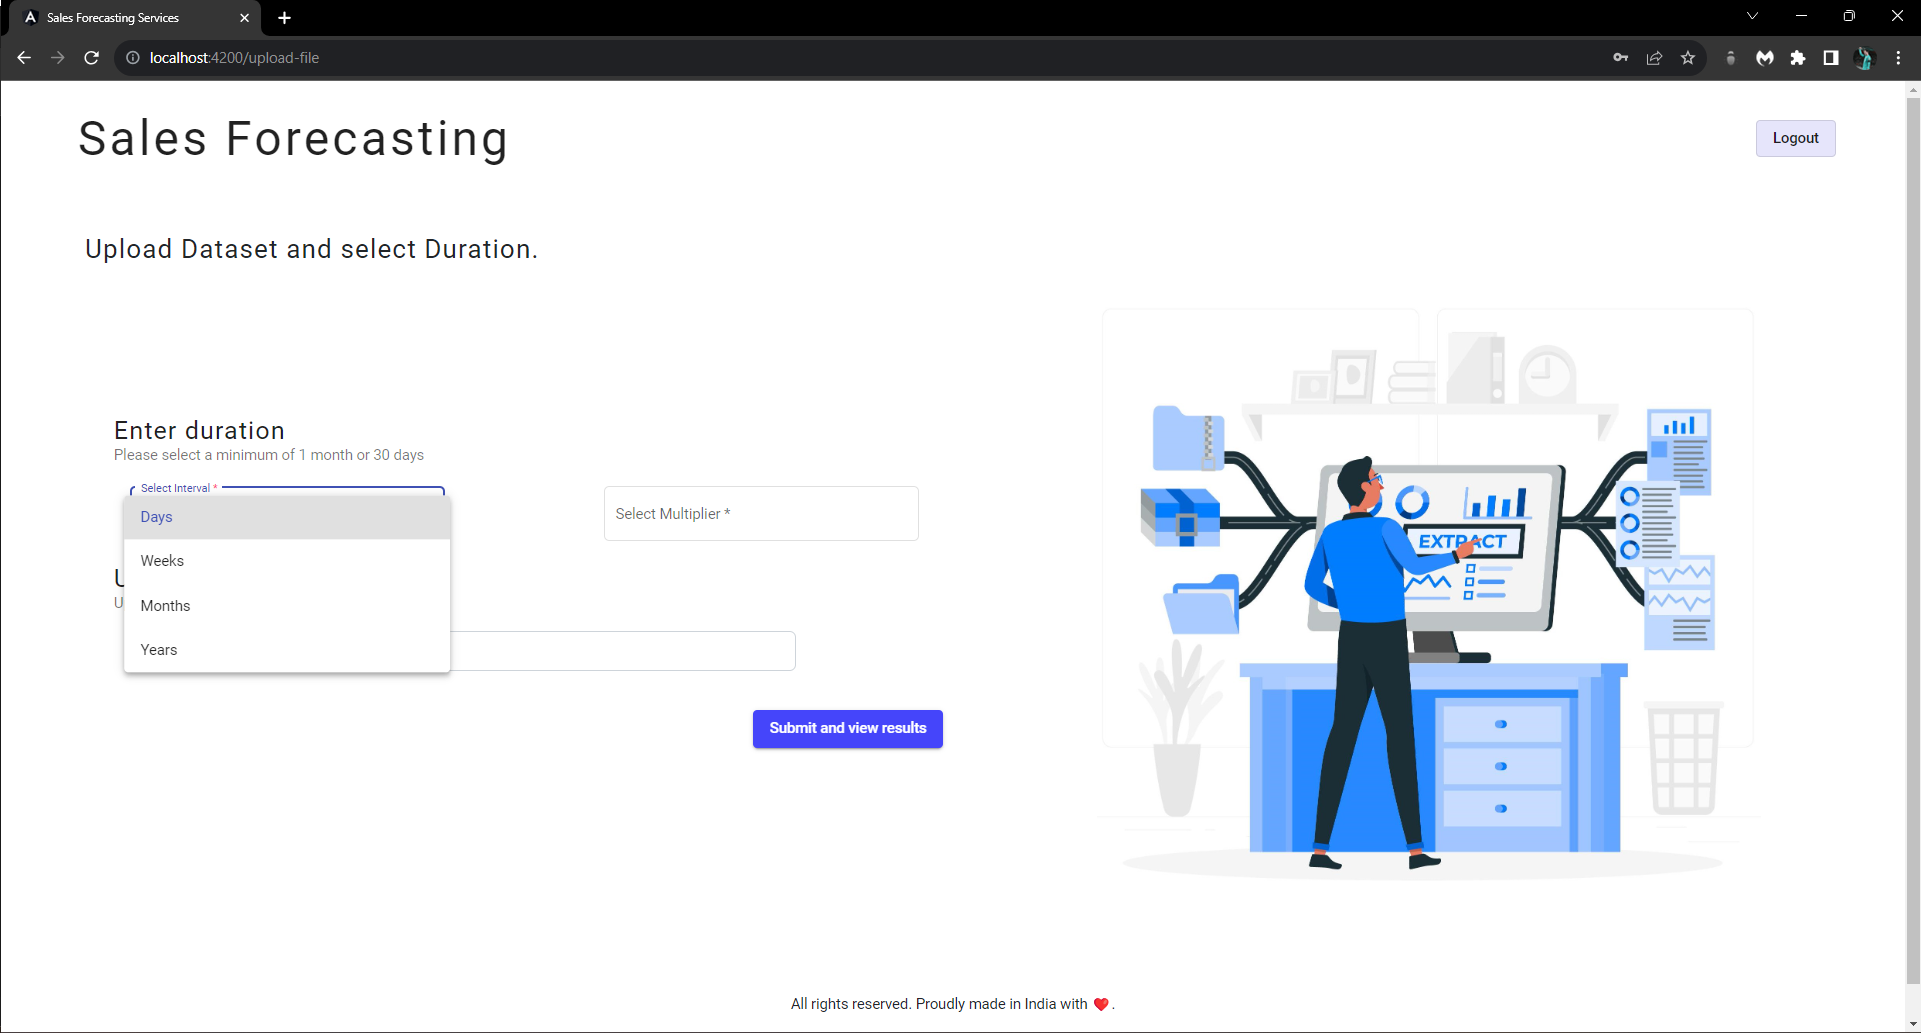 Sales Forecasting Services
localhost:4200/upload-file
Sales Forecasting
Logout
Upload Dataset and select Duration.
Enter duration
Please select a minimum of 1 month or 30 days
Select Interval *
Days
Weeks
Months
Years
Select Multiplier *
Submit and view results
EXTRACT
All rights reserved. Proudly made in India with ❤️ .